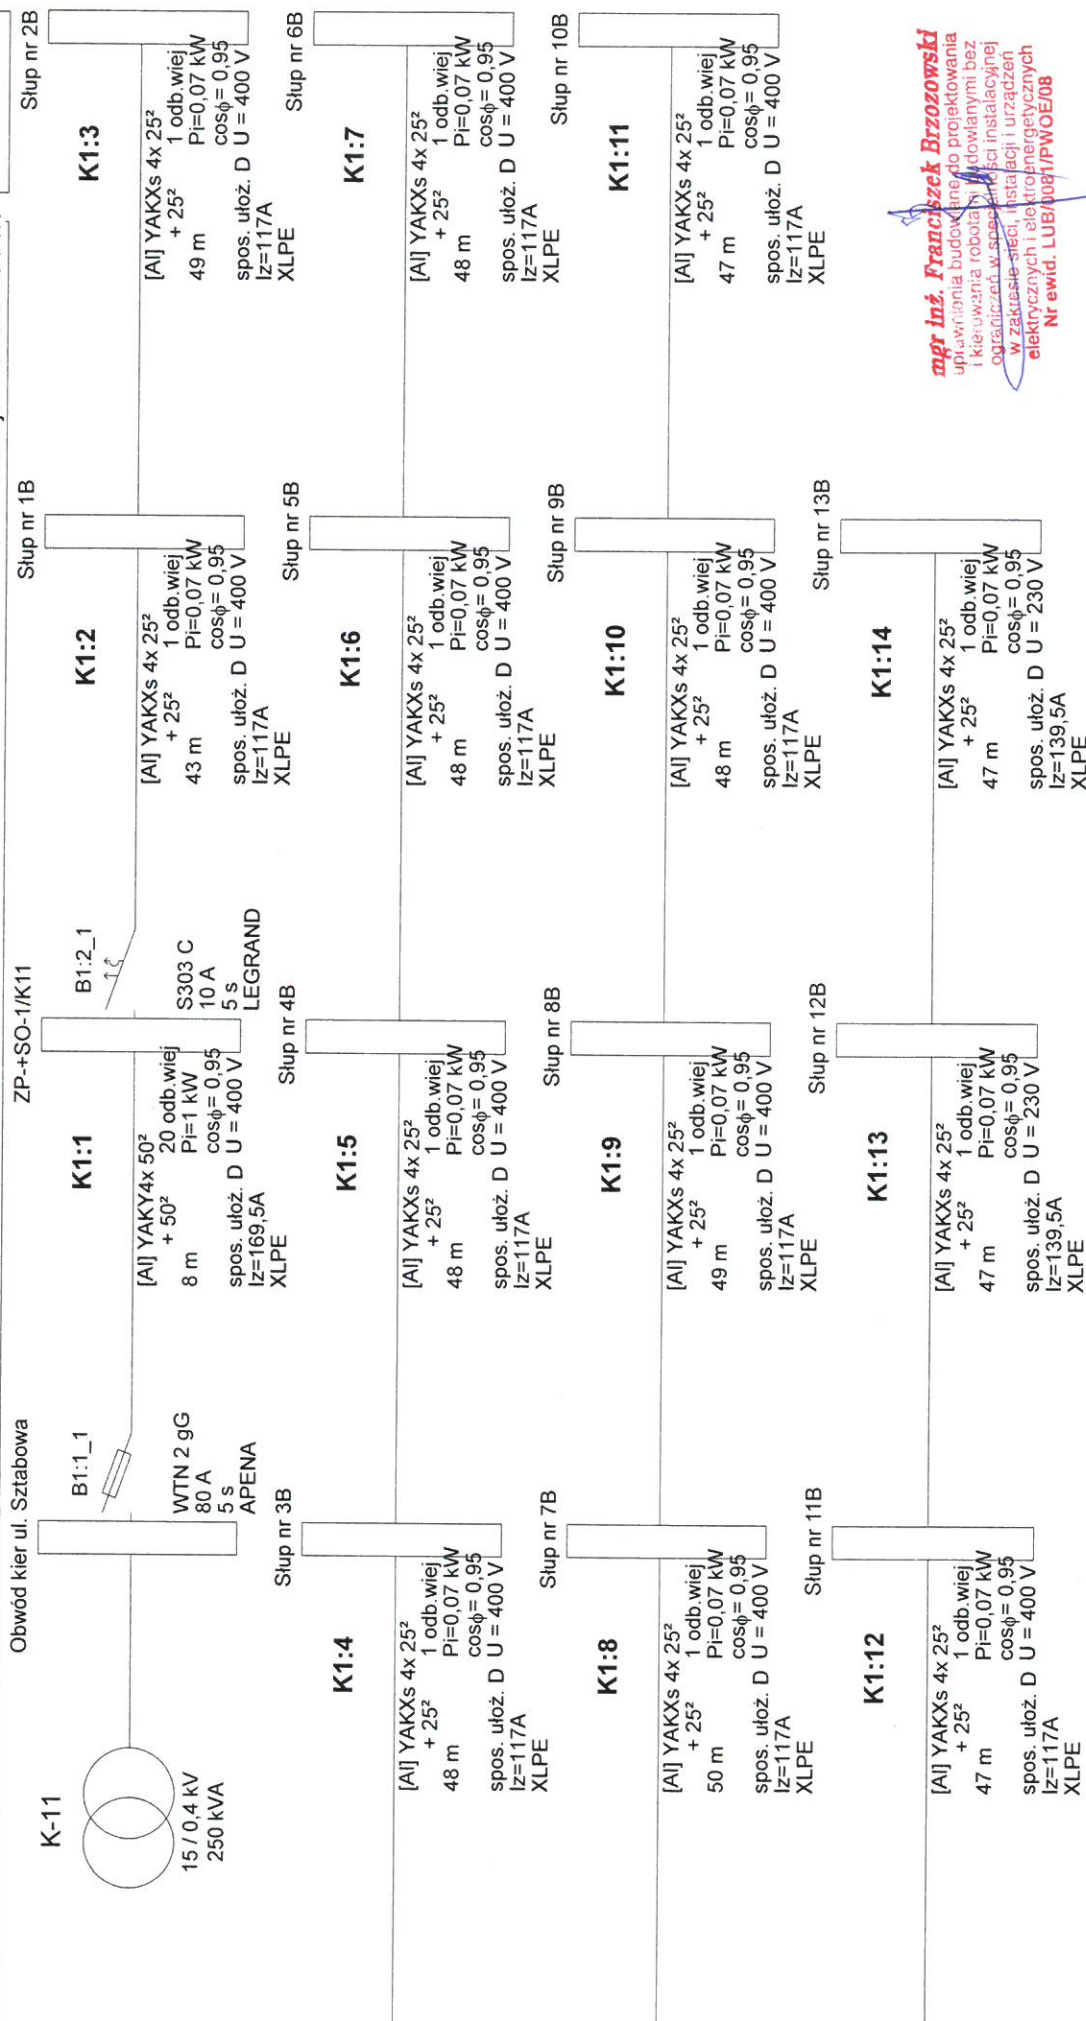 K-11
15 / 0,4 kV
250 kVA
Obwód kier ul. Sztabowa
B1:1_1
WTN 2 gG
80 A
5 s
APENA
K1:1
[Al] YAKY4x 50²
+ 50²
20 odb.wiej
8 m
Pi=1 kW
cosϕ= 0,95
spos. ułoż. D U = 400 V
Iz=169,5A
XLPE
ZP-+SO-1/K11
B1:2_1
S303 C
10 A
5 s
LEGRAND
K1:2
[Al] YAKXs 4x 25²
+ 25²
1 odb.wiej
43 m
Pi=0,07 kW
cosϕ= 0,95
spos. ułoż. D U = 400 V
Iz=117A
XLPE
Słup nr 1B
K1:3
[Al] YAKXs 4x 25²
+ 25²
1 odb.wiej
49 m
Pi=0,07 kW
cosϕ= 0,95
spos. ułoż. D U = 400 V
Iz=117A
XLPE
Słup nr 2B
K1:4
[Al] YAKXs 4x 25²
+ 25²
1 odb.wiej
48 m
Pi=0,07 kW
cosϕ= 0,95
spos. ułoż. D U = 400 V
Iz=117A
XLPE
Słup nr 3B
K1:5
[Al] YAKXs 4x 25²
+ 25²
1 odb.wiej
48 m
Pi=0,07 kW
cosϕ= 0,95
spos. ułoż. D U = 400 V
Iz=117A
XLPE
Słup nr 4B
K1:6
[Al] YAKXs 4x 25²
+ 25²
1 odb.wiej
48 m
Pi=0,07 kW
cosϕ= 0,95
spos. ułoż. D U = 400 V
Iz=117A
XLPE
Słup nr 5B
K1:7
[Al] YAKXs 4x 25²
+ 25²
1 odb.wiej
48 m
Pi=0,07 kW
cosϕ= 0,95
spos. ułoż. D U = 400 V
Iz=117A
XLPE
Słup nr 6B
K1:8
[Al] YAKXs 4x 25²
+ 25²
1 odb.wiej
50 m
Pi=0,07 kW
cosϕ= 0,95
spos. ułoż. D U = 400 V
Iz=117A
XLPE
Słup nr 7B
K1:9
[Al] YAKXs 4x 25²
+ 25²
1 odb.wiej
49 m
Pi=0,07 kW
cosϕ= 0,95
spos. ułoż. D U = 400 V
Iz=117A
XLPE
Słup nr 8B
K1:10
[Al] YAKXs 4x 25²
+ 25²
1 odb.wiej
48 m
Pi=0,07 kW
cosϕ= 0,95
spos. ułoż. D U = 400 V
Iz=117A
XLPE
Słup nr 9B
K1:11
[Al] YAKXs 4x 25²
+ 25²
1 odb.wiej
47 m
Pi=0,07 kW
cosϕ= 0,95
spos. ułoż. D U = 400 V
Iz=117A
XLPE
Słup nr 10B
K1:12
[Al] YAKXs 4x 25²
+ 25²
1 odb.wiej
47 m
Pi=0,07 kW
cosϕ= 0,95
spos. ułoż. D U = 400 V
Iz=117A
XLPE
Słup nr 11B
K1:13
[Al] YAKXs 4x 25²
+ 25²
1 odb.wiej
47 m
Pi=0,07 kW
cosϕ= 0,95
spos. ułoż. D U = 230 V
Iz=139,5A
XLPE
Słup nr 12B
K1:14
[Al] YAKXs 4x 25²
+ 25²
1 odb.wiej
47 m
Pi=0,07 kW
cosϕ= 0,95
spos. ułoż. D U = 230 V
Iz=139,5A
XLPE
Słup nr 13B
mgr inż. Franciszek Brzozowski
uprawnienia budowlane do projektowania
i kierowania robotami budowlanymi bez
ograniczeń w specjalności instalacyjnej
w zakresie sieci, instalacji i urządzeń
elektrycznych i elektroenergetycznych
Nr ewid. LUB/0081/PWOE/08